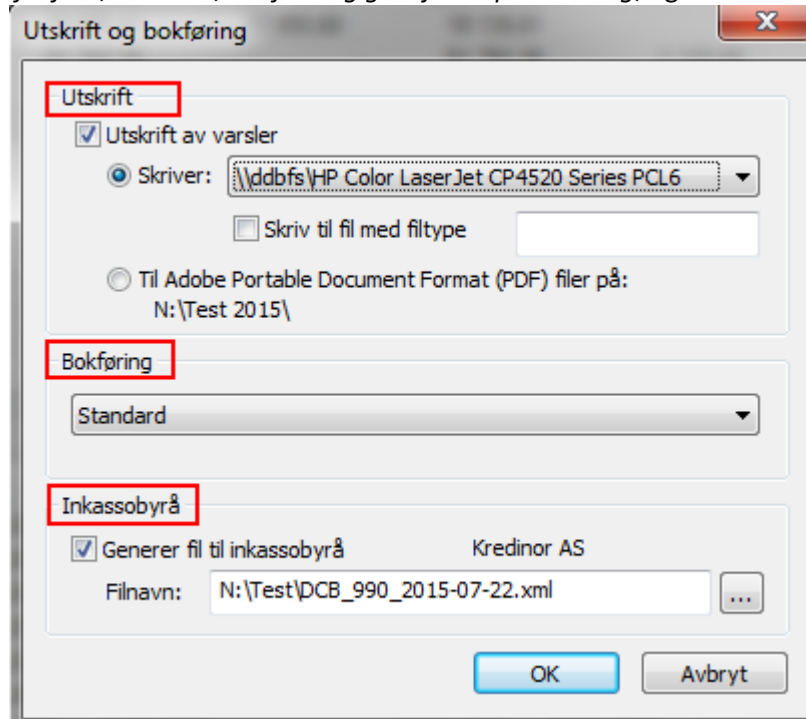 Utskrift og bokføring
Utskrift
Utskrift av varsler
Skriver: \\ddbfs\HP Color LaserJet CP4520 Series PCL6
Skriv til fil med filtype
Til Adobe Portable Document Format (PDF) filer på:
N:\Test 2015\
Bokføring
Standard
Inkassobyrå
Generer fil til inkassobyrå Kredinor AS
Filnavn: N:\Test\DCB_990_2015-07-22.xml ...
OK Avbryt